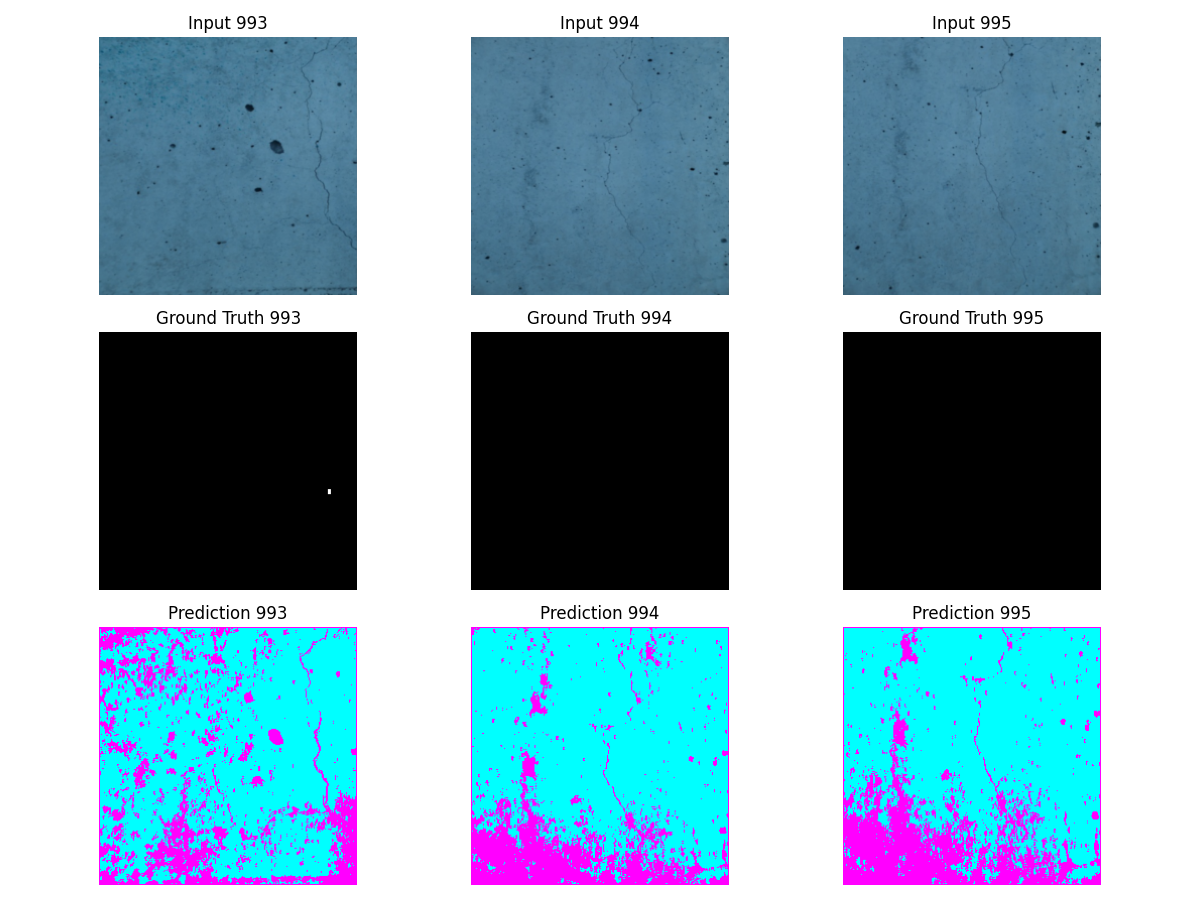 Input 993
Input 994
Input 995
Ground Truth 993
Ground Truth 994
Ground Truth 995
Prediction 993
Prediction 994
Prediction 995